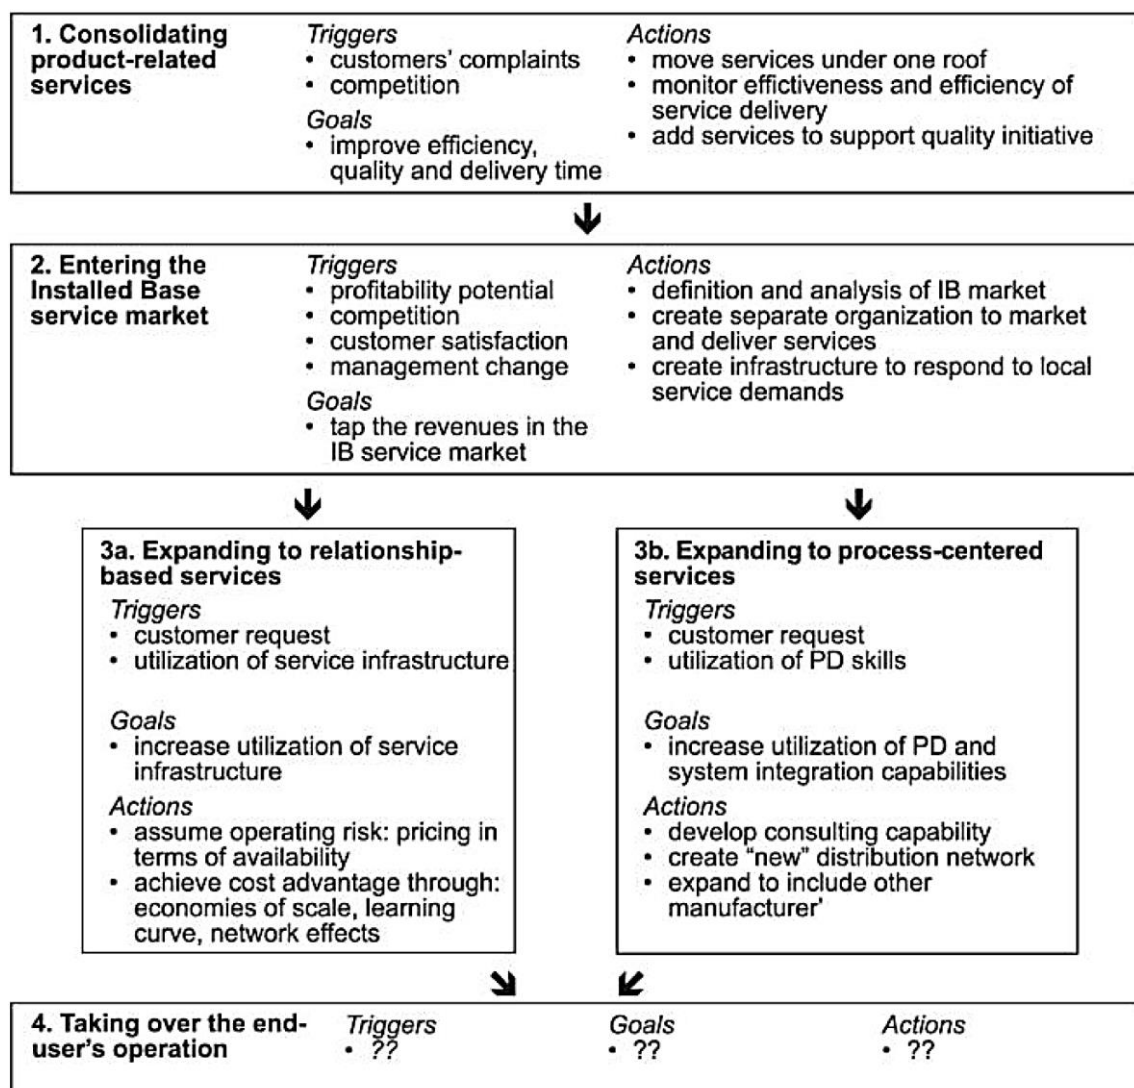 1. Consolidating
product-related
services
Triggers
• customers' complaints
• competition
Goals
• improve efficiency,
quality and delivery time
Actions
• move services under one roof
• monitor effictiveness and efficiency of
service delivery
• add services to support quality initiative
2. Entering the
Installed Base
service market
Triggers
• profitability potential
• competition
• customer satisfaction
• management change
Goals
• tap the revenues in the
IB service market
Actions
• definition and analysis of IB market
• create separate organization to market
and deliver services
• create infrastructure to respond to local
service demands
3a. Expanding to relationship-
based services
Triggers
• customer request
• utilization of service infrastructure
Goals
• increase utilization of service
infrastructure
Actions
• assume operating risk: pricing in
terms of availability
• achieve cost advantage through:
economies of scale, learning
curve, network effects
3b. Expanding to process-centered
services
Triggers
• customer request
• utilization of PD skills
Goals
• increase utilization of PD and
system integration capabilities
Actions
• develop consulting capability
• create "new" distribution network
• expand to include other
manufacturer'
4. Taking over the end-
user's operation
Triggers
• ??
Goals
• ??
Actions
• ??